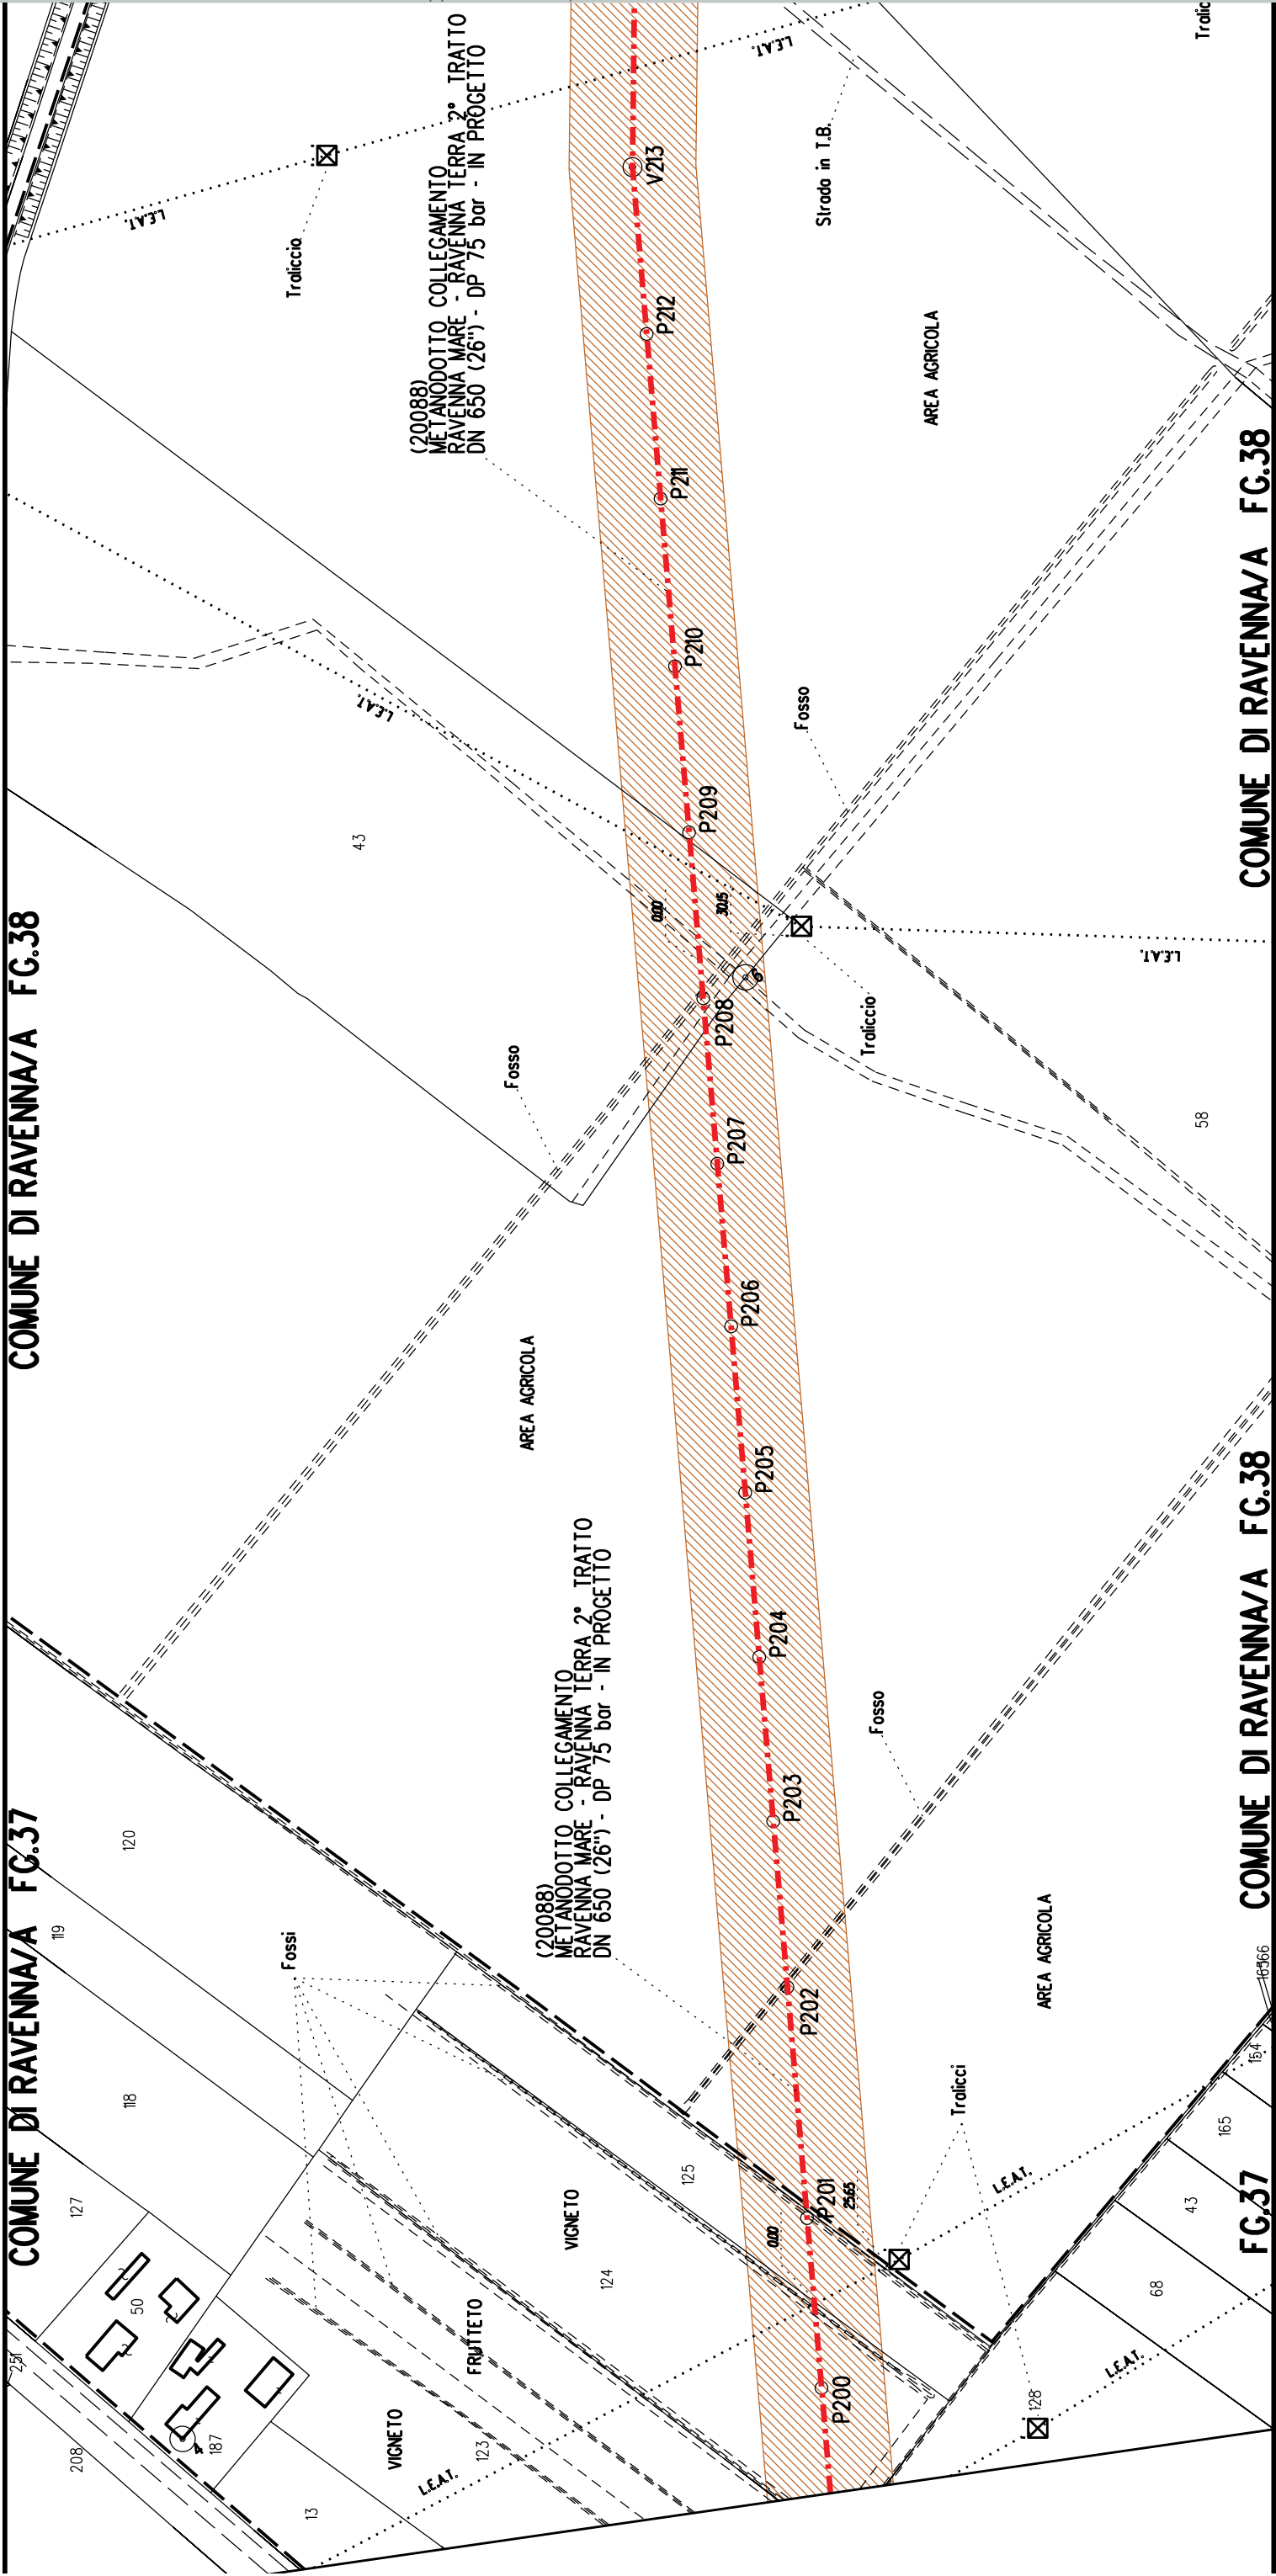 COMUNE DI RAVENNA/A FG.37
COMUNE DI RAVENNA/A FG.38
251
208
50
187
4
127
118
119
120
13
123
124
125
VIGNETO
FRUTTETO
VIGNETO
Fossi
L.E.A.T.
(20088)
METANODOTTO COLLEGAMENTO
RAVENNA MARE - RAVENNA TERRA 2° TRATTO
DN 650 (26") - DP 75 bar - IN PROGETTO
AREA AGRICOLA
Fosso
43
L.E.A.T.
(20088)
METANODOTTO COLLEGAMENTO
RAVENNA MARE - RAVENNA TERRA 2° TRATTO
DN 650 (26") - DP 75 bar - IN PROGETTO
Traliccio
L.E.A.T.
L.E.A.T.
P200
P201
P202
P203
P204
P205
P206
P207
P208
P209
P210
P211
P212
V213
0.00
25.65
0.00
30.15
6
Tralicci
128
L.E.A.T.
L.E.A.T.
Fosso
AREA AGRICOLA
Traliccio
Fosso
L.E.A.T.
58
AREA AGRICOLA
Strada in T.B.
68
43
165
154
FG.37
COMUNE DI RAVENNA/A FG.38
COMUNE DI RAVENNA/A FG.38